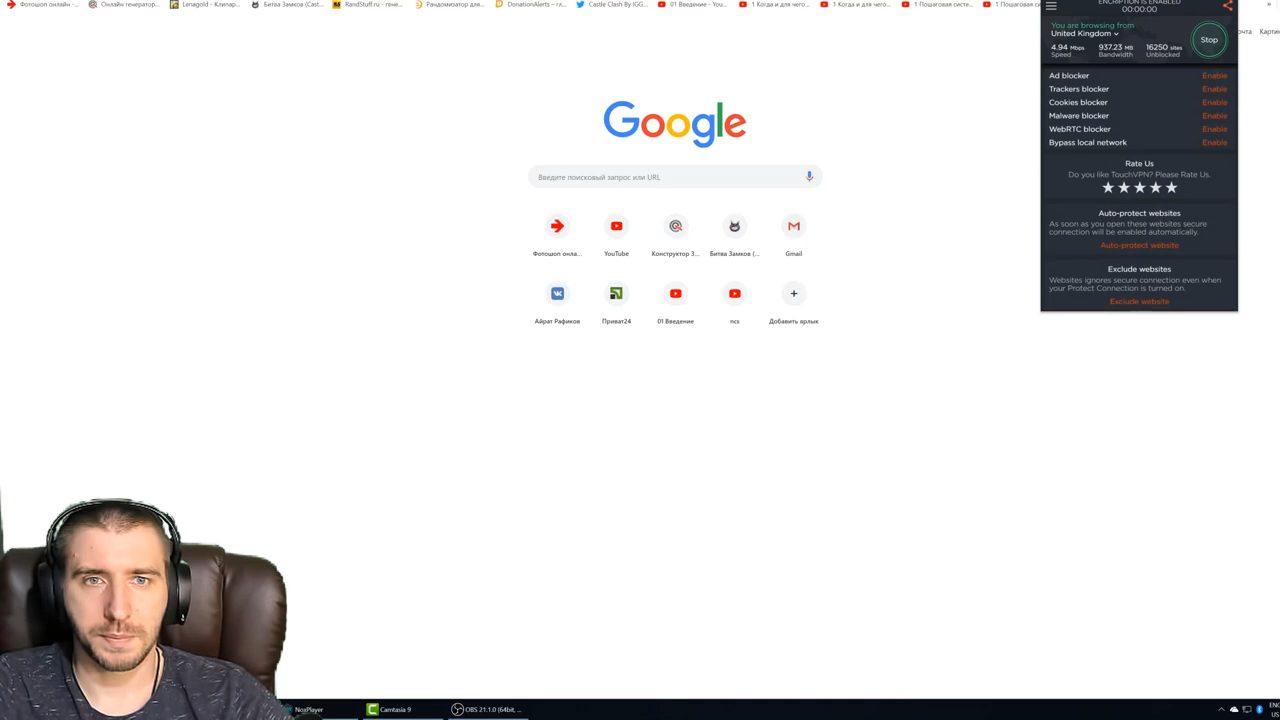 Фотошоп онлайн -...
Онлайн генератор...
Lenagold - Клипар...
Битва Замков (Cast...
RandStuff.ru - гене...
Рандомизатор для...
DonationAlerts – гл...
Castle Clash By IGG...
01 Введение - You...
1 Когда и для чего...
1 Когда и для чего...
1 Пошаговая систе...
1 Пошаговая систе...
»
ENCRIPTION IS ENABLED
00:00:00
You are browsing from
United Kingdom
4.94 Mbps
Speed
937.23 MB
Bandwidth
16250 sites
Unblocked
Stop
Ad blocker Enable
Trackers blocker Enable
Cookies blocker Enable
Malware blocker Enable
WebRTC blocker Enable
Bypass local network Enable
Rate Us
Do you like TouchVPN? Please Rate Us.
Auto-protect websites
As soon as you open these websites secure
connection will be enabled automatically.
Auto-protect website
Exclude websites
Websites ignores secure connection even when
your Protect Connection is turned on.
Exclude website
Google
Введите поисковый запрос или URL
Фотошоп онла...
YouTube
Конструктор З...
Битва Замков (...
Gmail
Айрат Рафиков
Приват24
01 Введение
ncs
Добавить ярлык
NoxPlayer
Camtasia 9
OBS 21.1.0 (64bit, ...